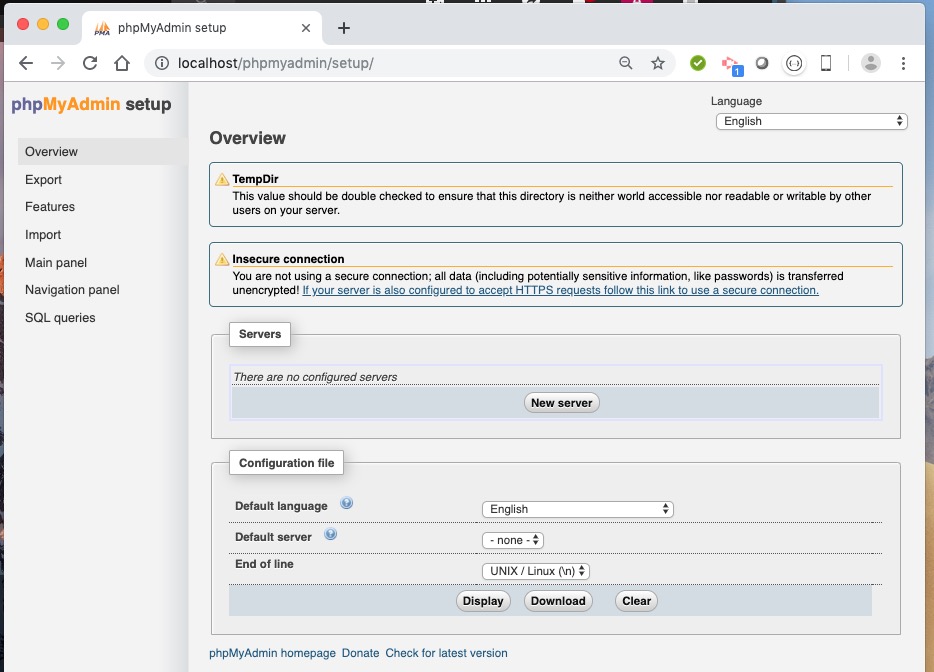 phpMyAdmin setup
localhost/phpmyadmin/setup/
1
phpMyAdmin setup
Overview
Export
Features
Import
Main panel
Navigation panel
SQL queries
Language
English
Overview
TempDir
This value should be double checked to ensure that this directory is neither world accessible nor readable or writable by other
users on your server.
Insecure connection
You are not using a secure connection; all data (including potentially sensitive information, like passwords) is transferred
unencrypted! If your server is also configured to accept HTTPS requests follow this link to use a secure connection.
Servers
There are no configured servers
New server
Configuration file
Default language English
Default server - none -
End of line UNIX / Linux (\n)
Display Download Clear
phpMyAdmin homepage Donate Check for latest version